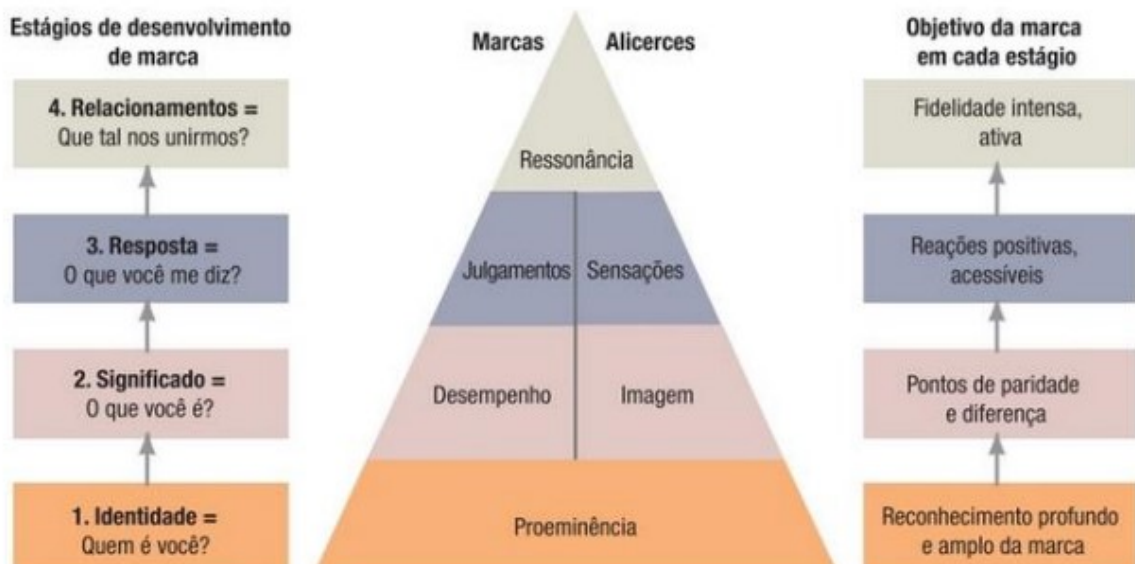 Estágios de desenvolvimento
de marca
4. Relacionamentos =
Que tal nos unirmos?
3. Resposta =
O que você me diz?
2. Significado =
O que você é?
1. Identidade =
Quem é você?
Marcas
Alicerces
Ressonância
Julgamentos
Sensações
Desempenho
Imagem
Proeminência
Objetivo da marca
em cada estágio
Fidelidade intensa,
ativa
Reações positivas,
acessíveis
Pontos de paridade
e diferença
Reconhecimento profundo
e amplo da marca